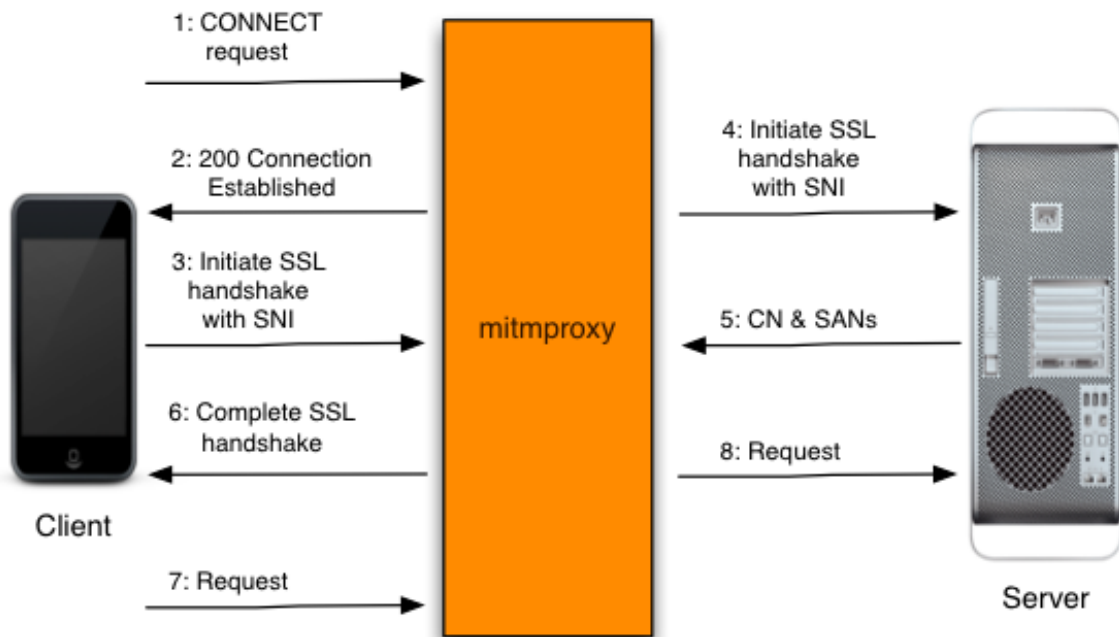 1: CONNECT
request
2: 200 Connection
Established
3: Initiate SSL
handshake
with SNI
6: Complete SSL
handshake
7: Request
Client
mitmproxy
4: Initiate SSL
handshake
with SNI
5: CN & SANs
8: Request
Server